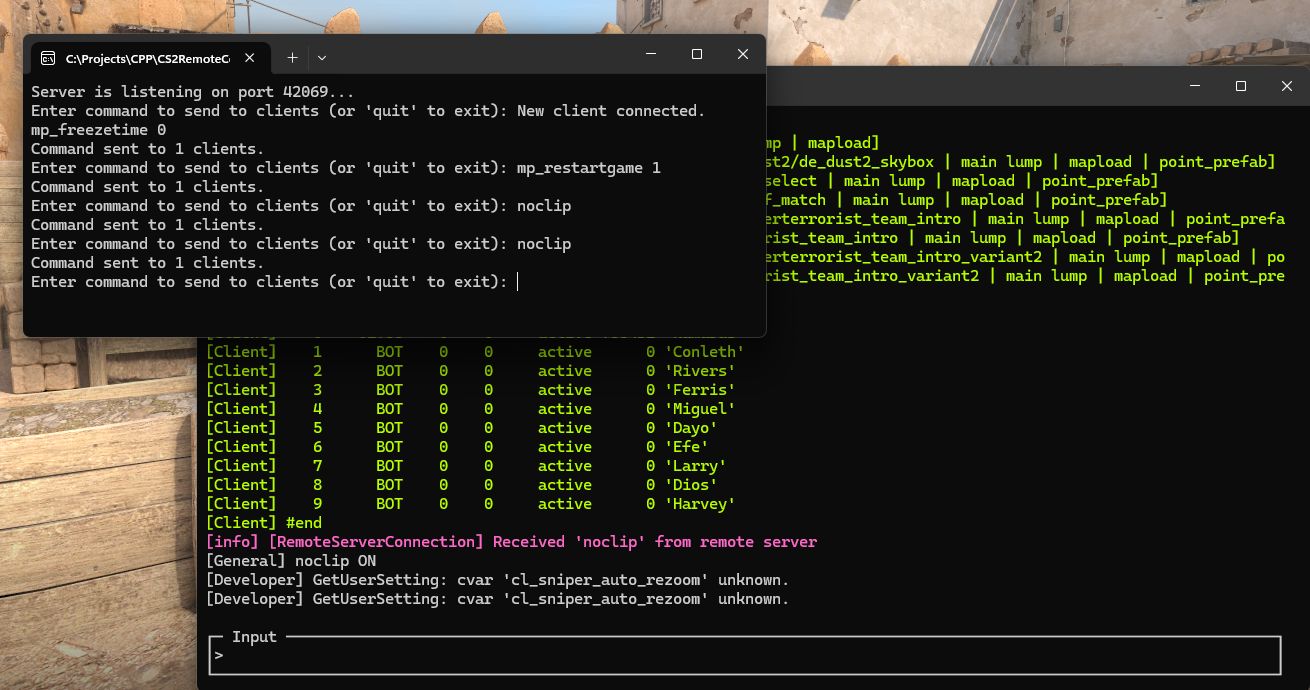 C:\Projects\CPP\CS2RemoteC
Server is listening on port 42069...
Enter command to send to clients (or 'quit' to exit): New client connected.
mp_freezetime 0
Command sent to 1 clients.
Enter command to send to clients (or 'quit' to exit): mp_restartgame 1
Command sent to 1 clients.
Enter command to send to clients (or 'quit' to exit): noclip
Command sent to 1 clients.
Enter command to send to clients (or 'quit' to exit): noclip
Command sent to 1 clients.
Enter command to send to clients (or 'quit' to exit):
mp | mapload]
st2/de_dust2_skybox | main lump | mapload | point_prefab]
select | main lump | mapload | point_prefab]
f_match | main lump | mapload | point_prefab]
erterrorist_team_intro | main lump | mapload | point_prefa
rist_team_intro | main lump | mapload | point_prefab]
erterrorist_team_intro_variant2 | main lump | mapload | po
rist_team_intro_variant2 | main lump | mapload | point_pre
[Client] 1 BOT 0 0 active 0 'Conleth'
[Client] 2 BOT 0 0 active 0 'Rivers'
[Client] 3 BOT 0 0 active 0 'Ferris'
[Client] 4 BOT 0 0 active 0 'Miguel'
[Client] 5 BOT 0 0 active 0 'Dayo'
[Client] 6 BOT 0 0 active 0 'Efe'
[Client] 7 BOT 0 0 active 0 'Larry'
[Client] 8 BOT 0 0 active 0 'Dios'
[Client] 9 BOT 0 0 active 0 'Harvey'
[Client] #end
[info] [RemoteServerConnection] Received 'noclip' from remote server
[General] noclip ON
[Developer] GetUserSetting: cvar 'cl_sniper_auto_rezoom' unknown.
[Developer] GetUserSetting: cvar 'cl_sniper_auto_rezoom' unknown.
Input
>